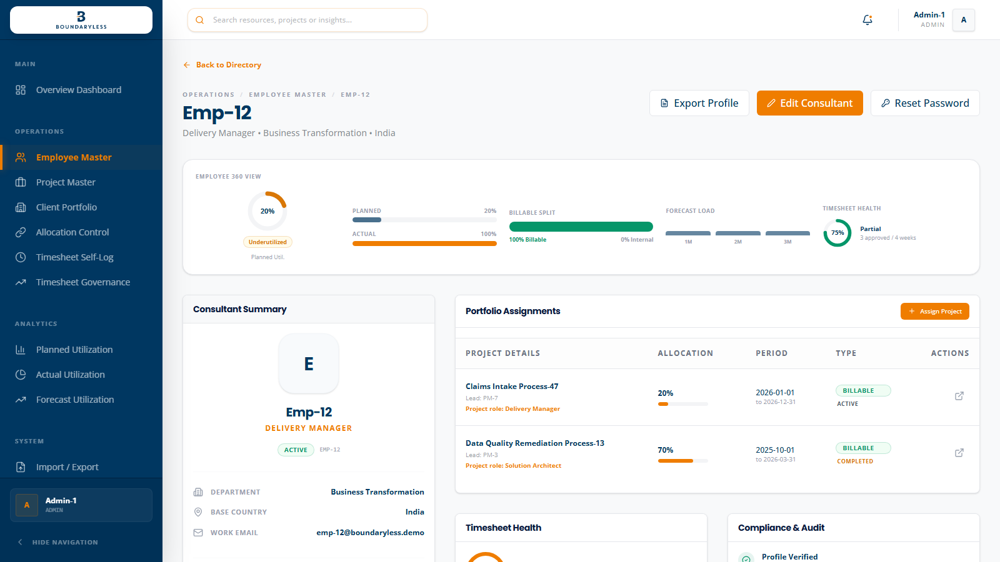 BOUNDARYLESS
Search resources, projects or insights...
Admin-1
ADMIN
A
MAIN
Overview Dashboard
OPERATIONS
Employee Master
Project Master
Client Portfolio
Allocation Control
Timesheet Self-Log
Timesheet Governance
ANALYTICS
Planned Utilization
Actual Utilization
Forecast Utilization
SYSTEM
Import / Export
A
Admin-1
ADMIN
HIDE NAVIGATION
Back to Directory
OPERATIONS / EMPLOYEE MASTER / EMP-12
Emp-12
Delivery Manager • Business Transformation • India
Export Profile
Edit Consultant
Reset Password
EMPLOYEE 360 VIEW
20%
Underutilized
Planned Util.
PLANNED 20%
ACTUAL 100%
BILLABLE SPLIT
100% Billable 0% Internal
FORECAST LOAD
1M 2M 3M
TIMESHEET HEALTH
75%
Partial
3 approved / 4 weeks
Consultant Summary
E
Emp-12
DELIVERY MANAGER
ACTIVE EMP-12
DEPARTMENT Business Transformation
BASE COUNTRY India
WORK EMAIL emp-12@boundaryless.demo
Portfolio Assignments
Assign Project
PROJECT DETAILS ALLOCATION PERIOD TYPE ACTIONS
Claims Intake Process-47
Lead: PM-7
Project role: Delivery Manager
20%
2026-01-01
to 2026-12-31
BILLABLE
ACTIVE
Data Quality Remediation Process-13
Lead: PM-3
Project role: Solution Architect
70%
2025-10-01
to 2026-03-31
BILLABLE
COMPLETED
Timesheet Health
Compliance & Audit
Profile Verified